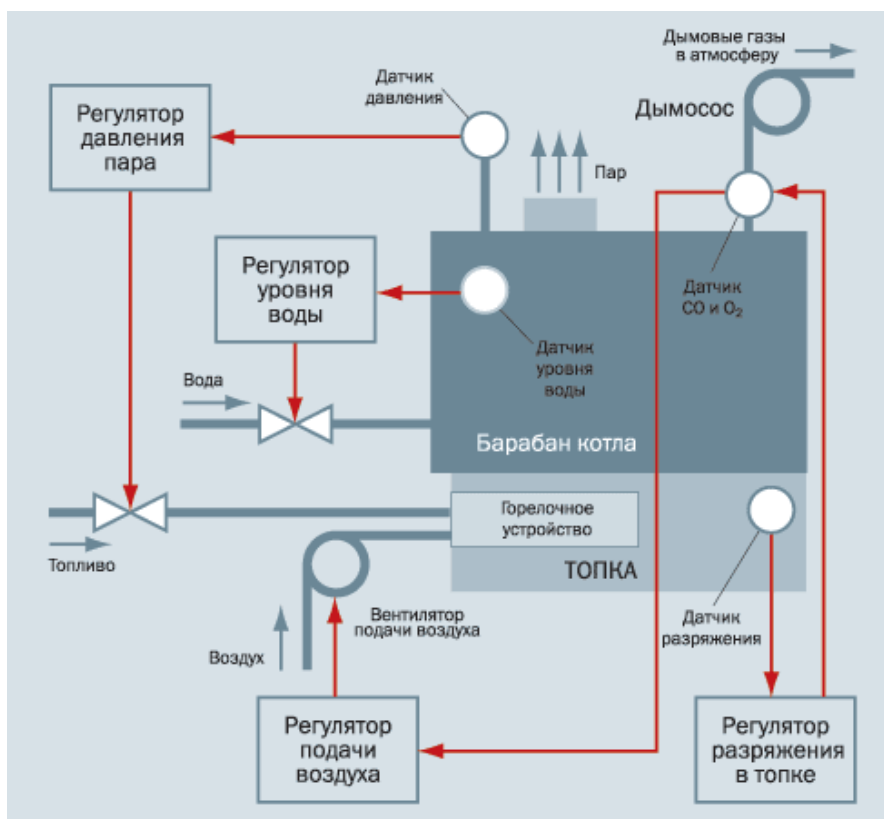 Дымовые газы
в атмосферу
Датчик
давления
Дымосос
Регулятор
давления
пара
Пар
Регулятор
уровня
воды
Датчик
CO и O₂
Датчик
уровня
воды
Вода
Барабан котла
Горелочное
устройство
Топливо
ТОПКА
Вентилятор
подачи воздуха
Датчик
разряжения
Воздух
Регулятор
подачи
воздуха
Регулятор
разряжения
в топке